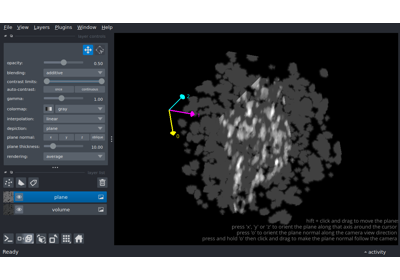 File View Layers Plugins Window Help
layer controls
opacity: 0.50
blending: additive
contrast limits:
auto-contrast: once continuous
gamma: 1.00
colormap: gray
interpolation: linear
depiction: plane
plane normal: x y z oblique
plane thickness: 10.00
rendering: average
layer list
plane
volume
shift + click and drag to move the plane
press 'x', 'y' or 'z' to orient the plane along that axis around the cursor
press 'o' to orient the plane normal along the camera view direction
press and hold 'o' then click and drag to make the plane normal follow the camera
Ready
activity